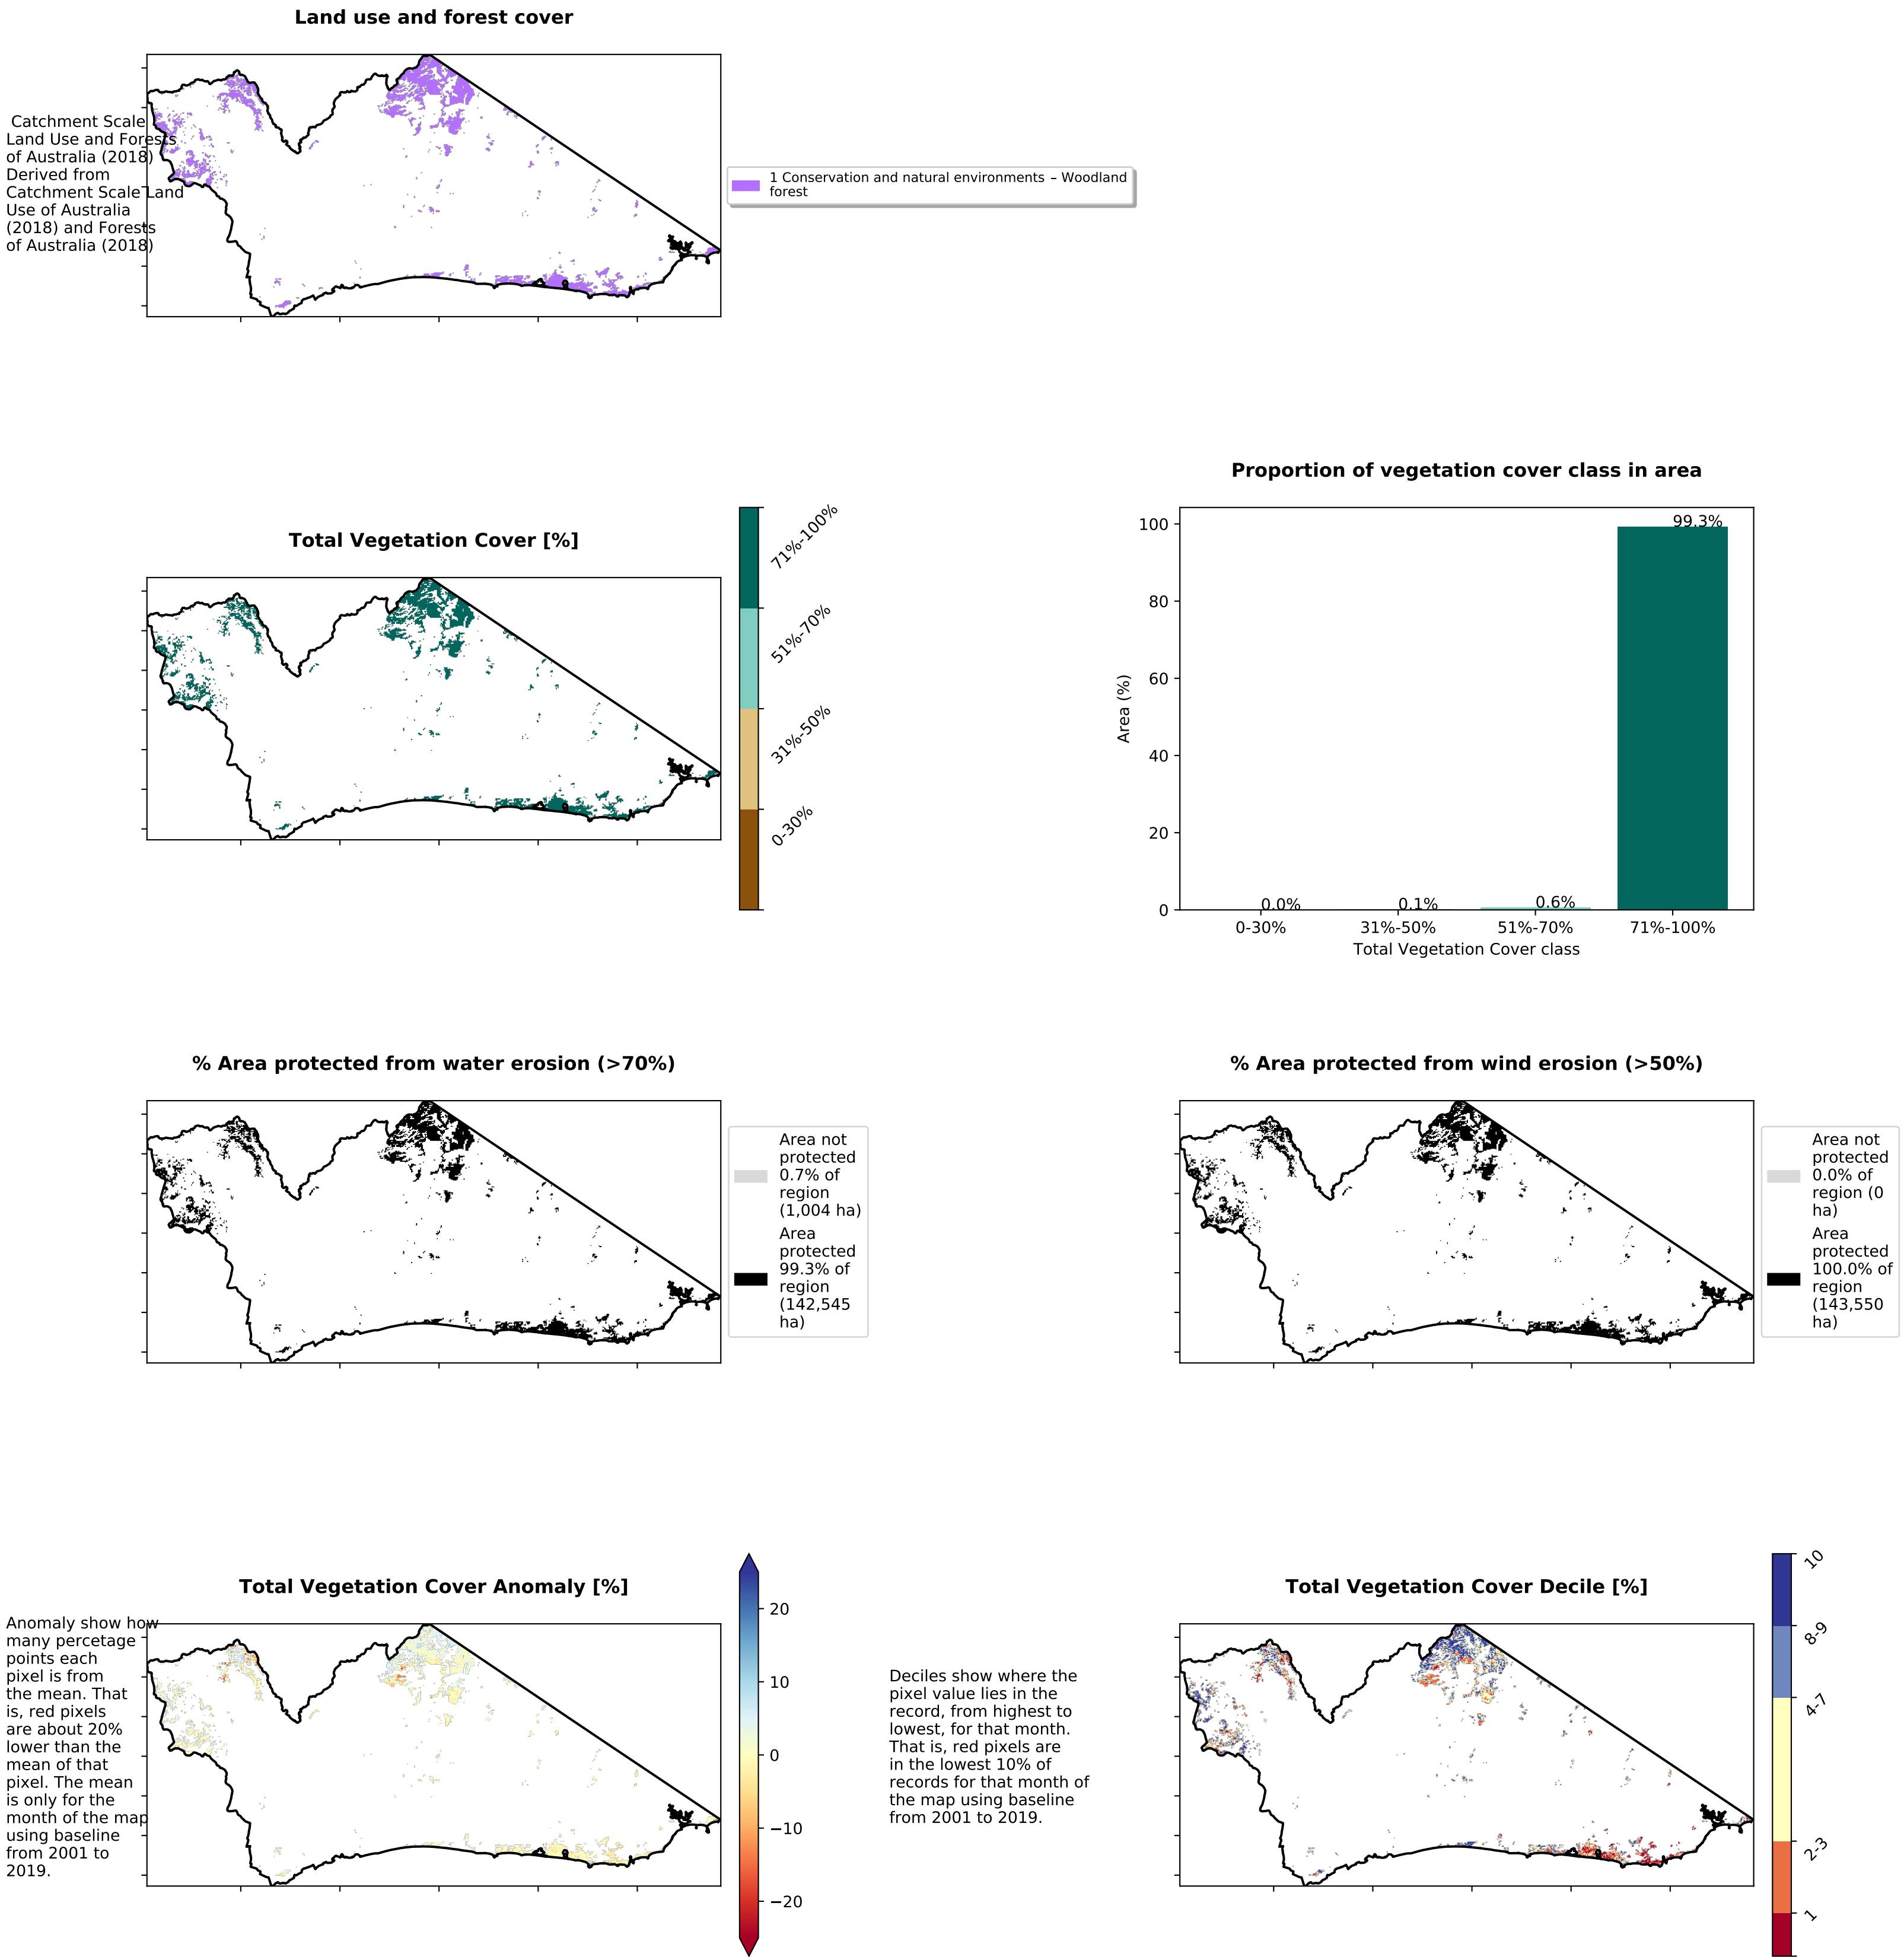 Land use and forest cover
Catchment Scale
Land Use and Forests
of Australia (2018)
Derived from
Catchment Scale Land
Use of Australia
(2018) and Forests
of Australia (2018)
1 Conservation and natural environments – Woodland
forest
Total Vegetation Cover [%]
71%-100%
51%-70%
31%-50%
0-30%
Proportion of vegetation cover class in area
Area (%)
100
80
60
40
20
0
0.0%
0.1%
0.6%
99.3%
0-30%
31%-50%
51%-70%
71%-100%
Total Vegetation Cover class
% Area protected from water erosion (>70%)
Area not
protected
0.7% of
region
(1,004 ha)
Area
protected
99.3% of
region
(142,545
ha)
% Area protected from wind erosion (>50%)
Area not
protected
0.0% of
region (0
ha)
Area
protected
100.0% of
region
(143,550
ha)
Total Vegetation Cover Anomaly [%]
Anomaly show how
many percetage
points each
pixel is from
the mean. That
is, red pixels
are about 20%
lower than the
mean of that
pixel. The mean
is only for the
month of the map
using baseline
from 2001 to
2019.
20
10
0
−10
−20
Deciles show where the
pixel value lies in the
record, from highest to
lowest, for that month.
That is, red pixels are
in the lowest 10% of
records for that month of
the map using baseline
from 2001 to 2019.
Total Vegetation Cover Decile [%]
10
8-9
4-7
2-3
1